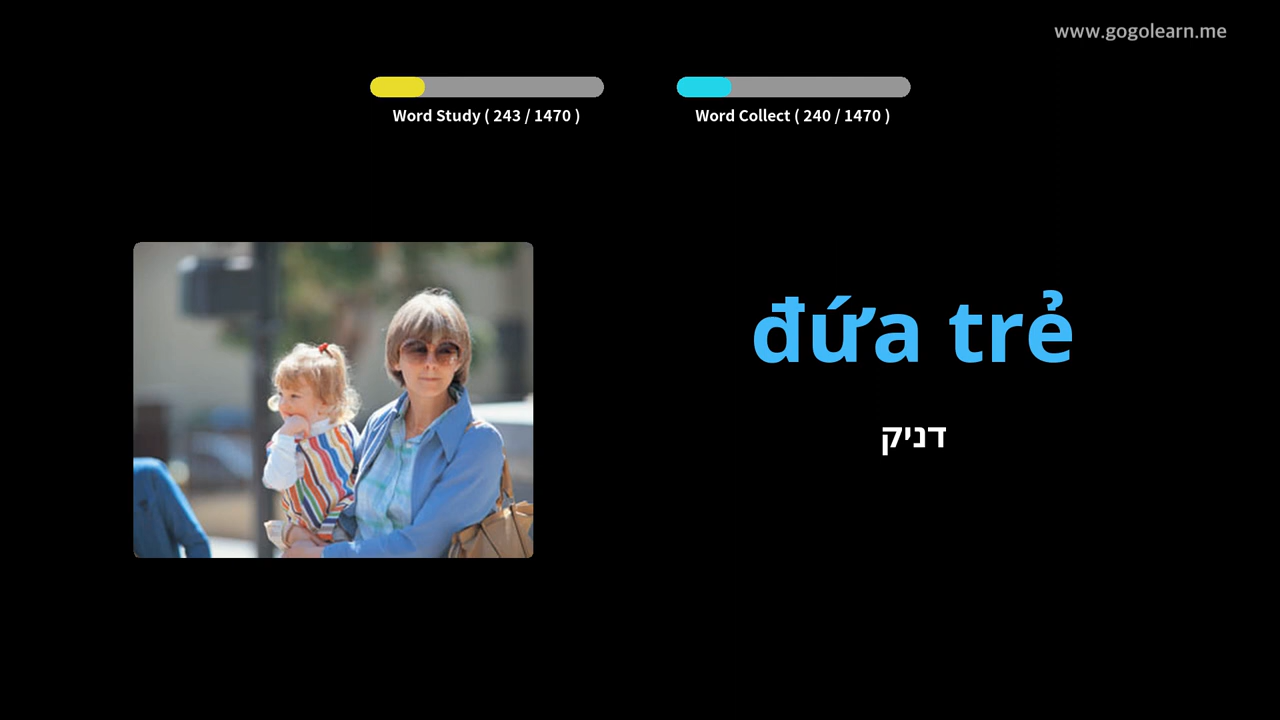 www.gogolearn.me
Word Study ( 243 / 1470 )
Word Collect ( 240 / 1470 )
đứa trẻ
דניק